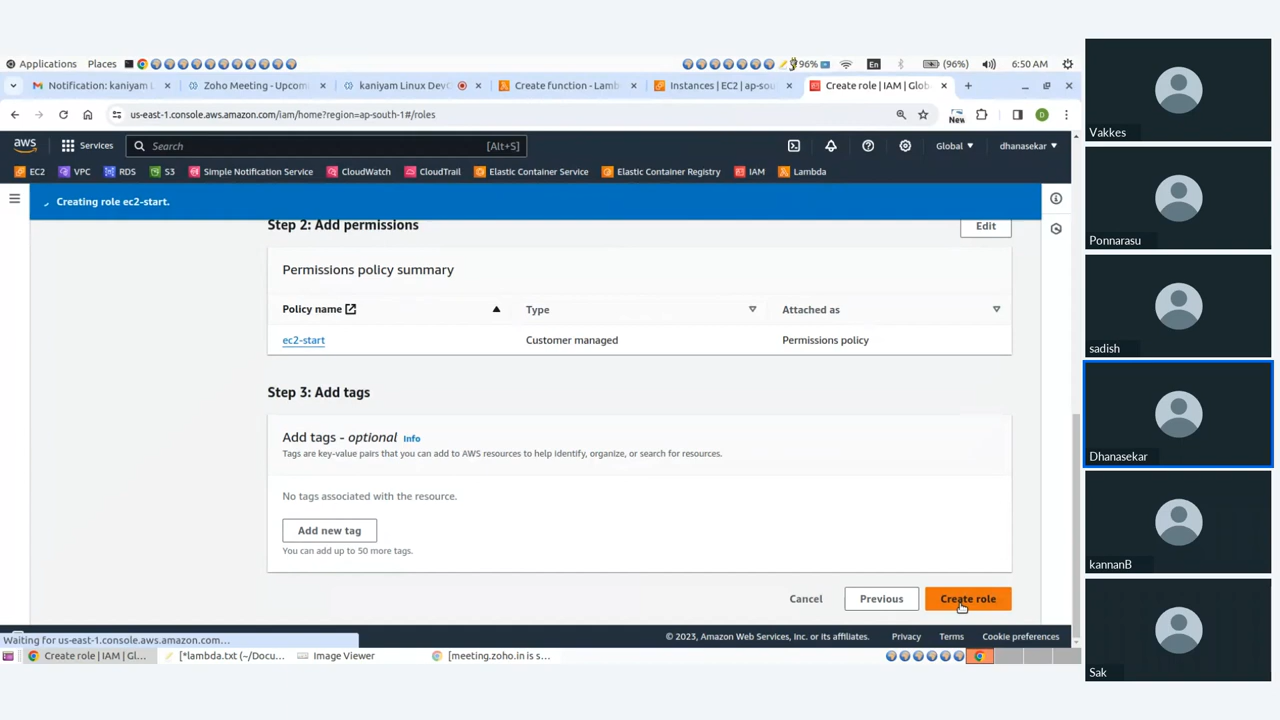 Applications Places 96% En (96%) 6:50 AM
Notification: kaniyam L Zoho Meeting - Upcom kaniyam Linux DevO Create function - Lamb Instances | EC2 | ap-sou Create role | IAM | Glob
us-east-1.console.aws.amazon.com/iam/home?region=ap-south-1#/roles New D
aws Services Search [Alt+S] Global dhanasekar
EC2 VPC RDS S3 Simple Notification Service CloudWatch CloudTrail Elastic Container Service Elastic Container Registry IAM Lambda
Creating role ec2-start.
Step 2: Add permissions Edit
Permissions policy summary
Policy name Type Attached as
ec2-start Customer managed Permissions policy
Step 3: Add tags
Add tags - optional Info
Tags are key-value pairs that you can add to AWS resources to help identify, organize, or search for resources.
No tags associated with the resource.
Add new tag
You can add up to 50 more tags.
Cancel Previous Create role
Waiting for us-east-1.console.aws.amazon.com...
© 2023, Amazon Web Services, Inc. or its affiliates. Privacy Terms Cookie preferences
Create role | IAM | Gl... [*lambda.txt (~/Docu... Image Viewer [meeting.zoho.in is s...
Vakkes
Ponnarasu
sadish
Dhanasekar
kannanB
Sak